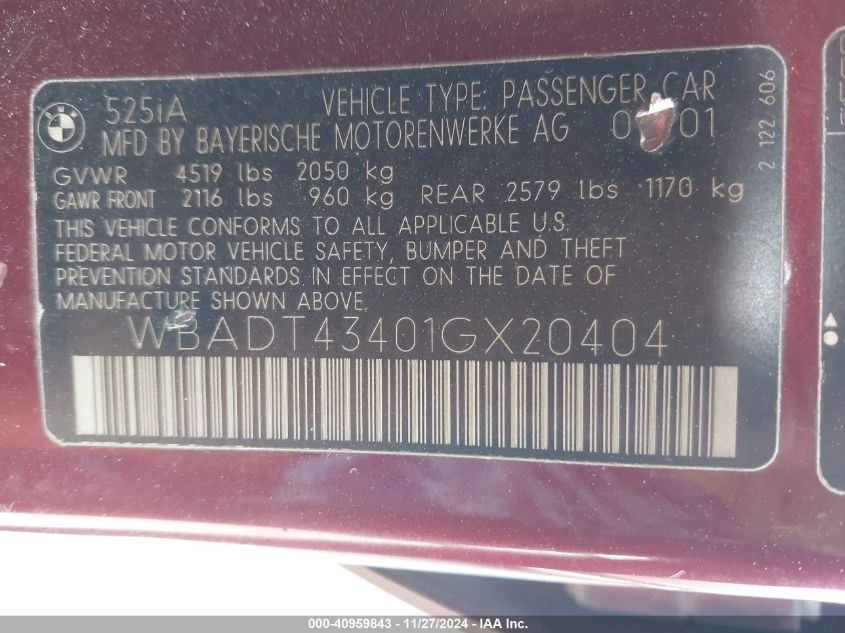 BMW
525iA VEHICLE TYPE: PASSENGER CAR
MFD BY BAYERISCHE MOTORENWERKE AG
GVWR 4519 lbs 2050 kg
GAWR FRONT 2116 lbs 960 kg REAR 2579 lbs 1170 kg
THIS VEHICLE CONFORMS TO ALL APPLICABLE U.S.
FEDERAL MOTOR VEHICLE SAFETY, BUMPER AND THEFT
PREVENTION STANDARDS IN EFFECT ON THE DATE OF
MANUFACTURE SHOWN ABOVE.
WBADT43401GX20404
2 122 606
000-40959843 - 11/27/2024 - IAA Inc.